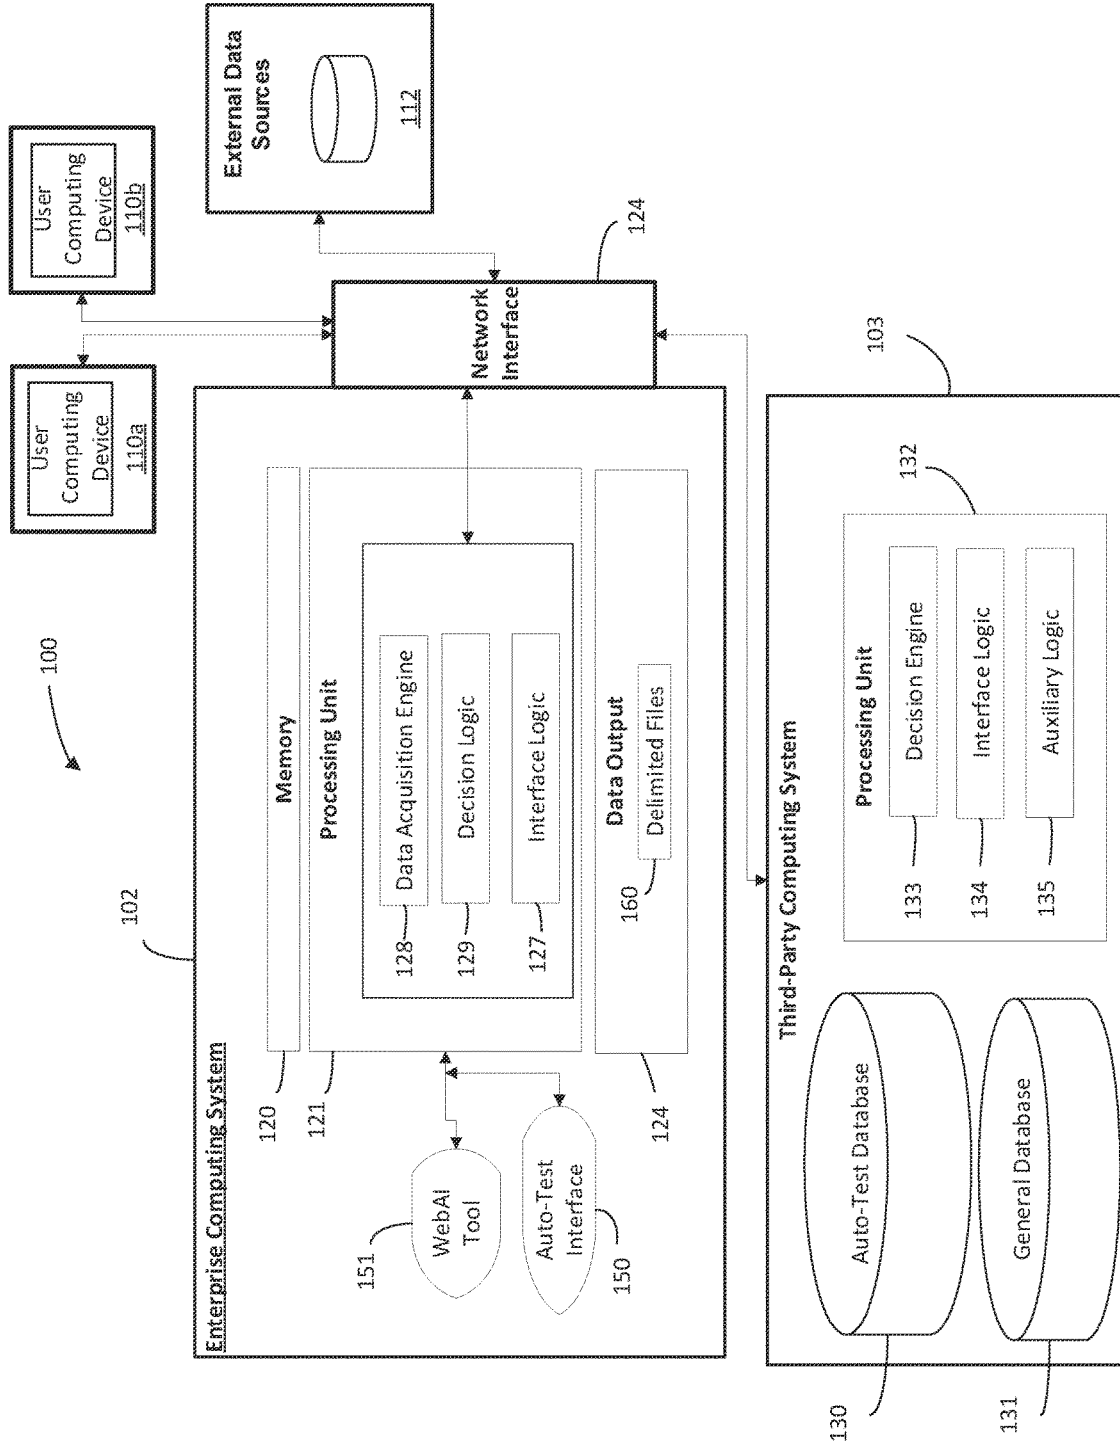 100
User
Computing
Device
110a
User
Computing
Device
110b
External Data
Sources
112
102
Enterprise Computing System
120
Memory
121
Processing Unit
128
Data Acquisition Engine
129
Decision Logic
127
Interface Logic
151
WebAI
Tool
Auto-Test
Interface
150
124
Data Output
160
Delimited Files
Network
Interface
124
103
Third-Party Computing System
Auto-Test Database
130
General Database
131
132
Processing Unit
133
Decision Engine
134
Interface Logic
135
Auxiliary Logic